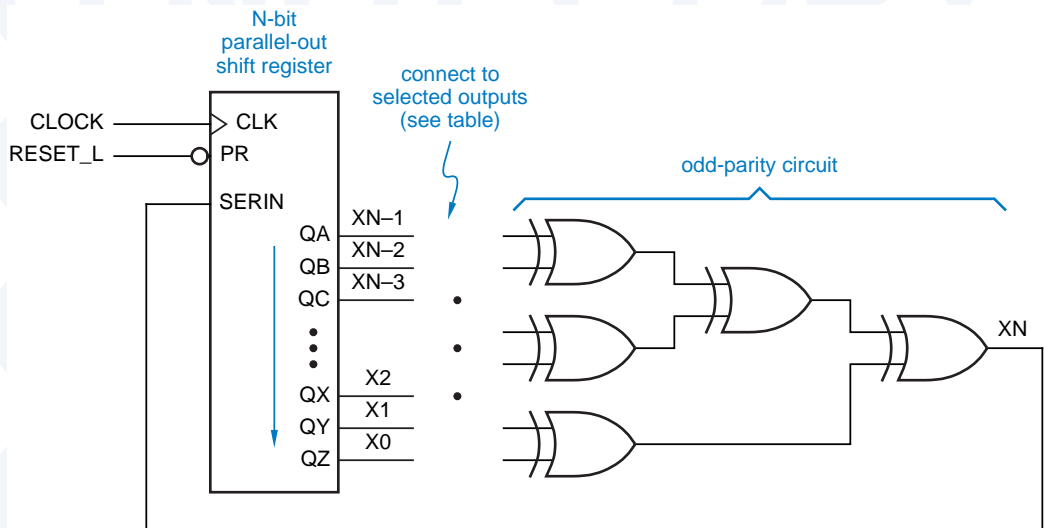 N-bit
parallel-out
shift register
connect to
selected outputs
(see table)
odd-parity circuit
CLOCK
CLK
RESET_L
PR
SERIN
QA
XN–1
QB
XN–2
QC
XN–3
QX
X2
QY
X1
QZ
X0
XN